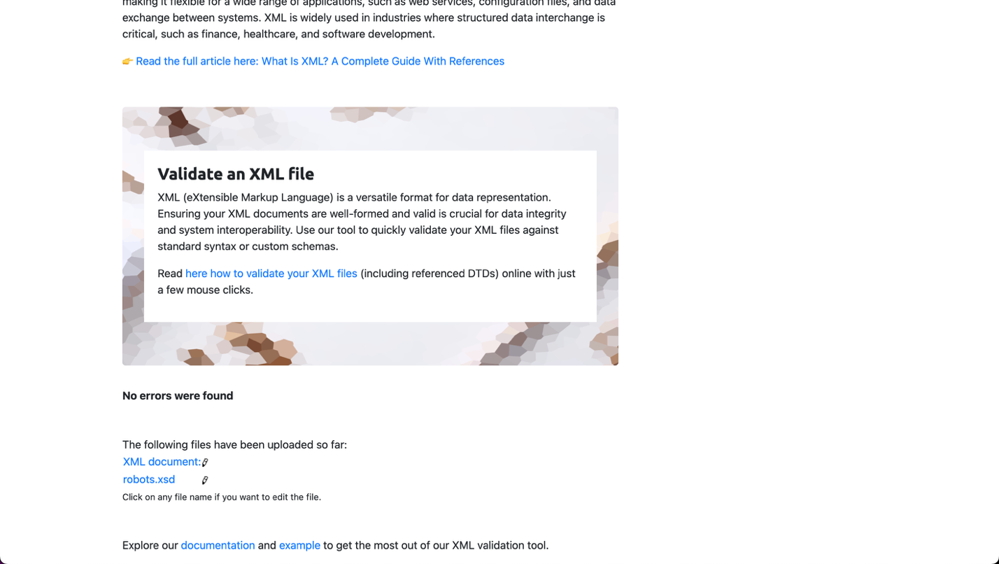 making it flexible for a wide range of applications, such as web services, configuration files, and data
exchange between systems. XML is widely used in industries where structured data interchange is
critical, such as finance, healthcare, and software development.
👉 Read the full article here: What Is XML? A Complete Guide With References
Validate an XML file
XML (eXtensible Markup Language) is a versatile format for data representation.
Ensuring your XML documents are well-formed and valid is crucial for data integrity
and system interoperability. Use our tool to quickly validate your XML files against
standard syntax or custom schemas.
Read here how to validate your XML files (including referenced DTDs) online with just
a few mouse clicks.
No errors were found
The following files have been uploaded so far:
XML document:
robots.xsd
Click on any file name if you want to edit the file.
Explore our documentation and example to get the most out of our XML validation tool.